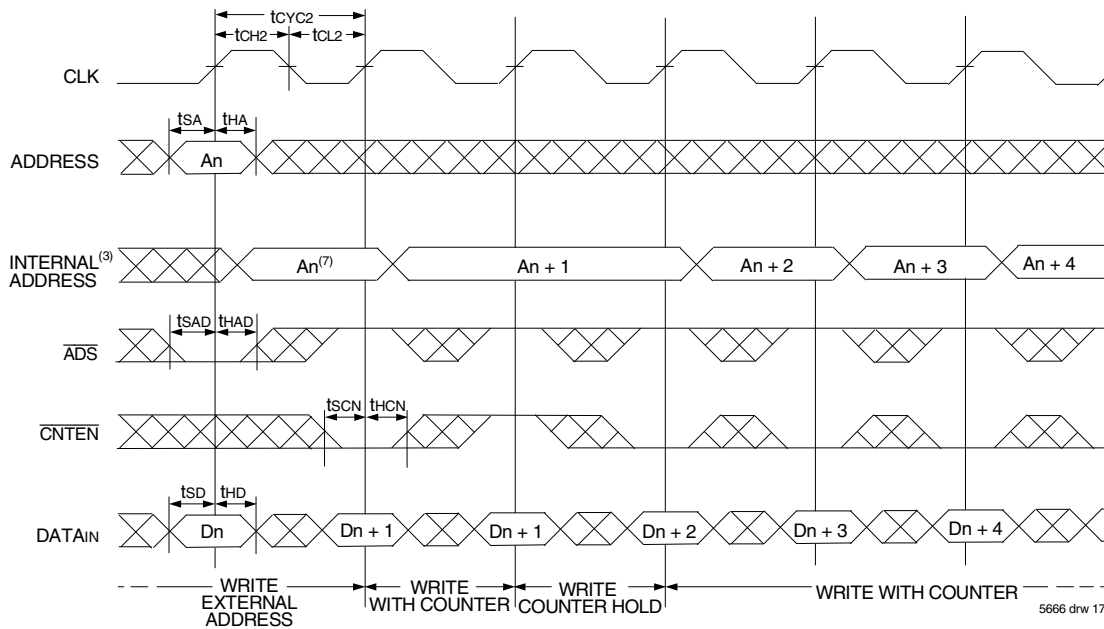 tCYC2
tCH2 tCL2
CLK
tSA tHA
ADDRESS An
INTERNAL(3)
ADDRESS An(7) An + 1 An + 2 An + 3 An + 4
tSAD tHAD
ADS
tSCN tHCN
CNTEN
tSD tHD
DATAIN Dn Dn + 1 Dn + 1 Dn + 2 Dn + 3 Dn + 4
WRITE
EXTERNAL
ADDRESS
WRITE
WITH COUNTER
WRITE
COUNTER HOLD
WRITE WITH COUNTER
5666 drw 17